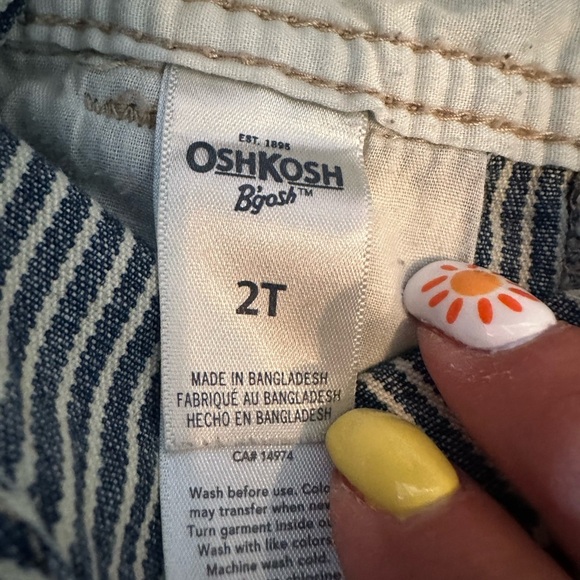 EST. 1895
OSHKOSH
B'gosh™
2T
MADE IN BANGLADESH
FABRIQUÉ AU BANGLADESH
HECHO EN BANGLADESH
CA# 14974
Wash before use.
may transfer when
Turn garment inside
Wash with like colors
Machine wash cold